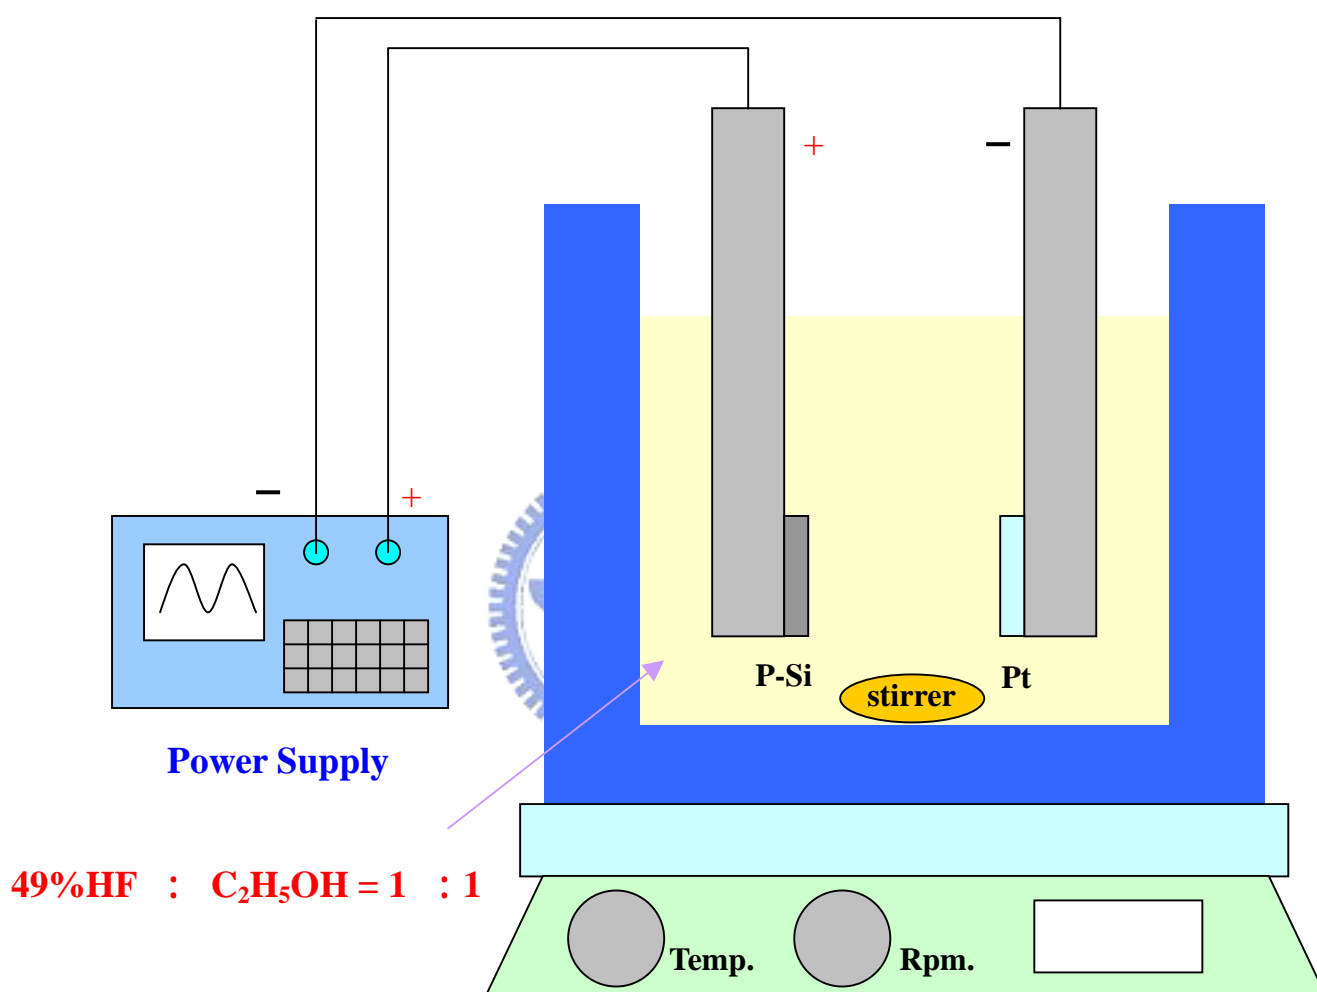 + −
− +
P-Si Pt
stirrer
Power Supply
49%HF : C₂H₅OH = 1 : 1
Temp. Rpm.